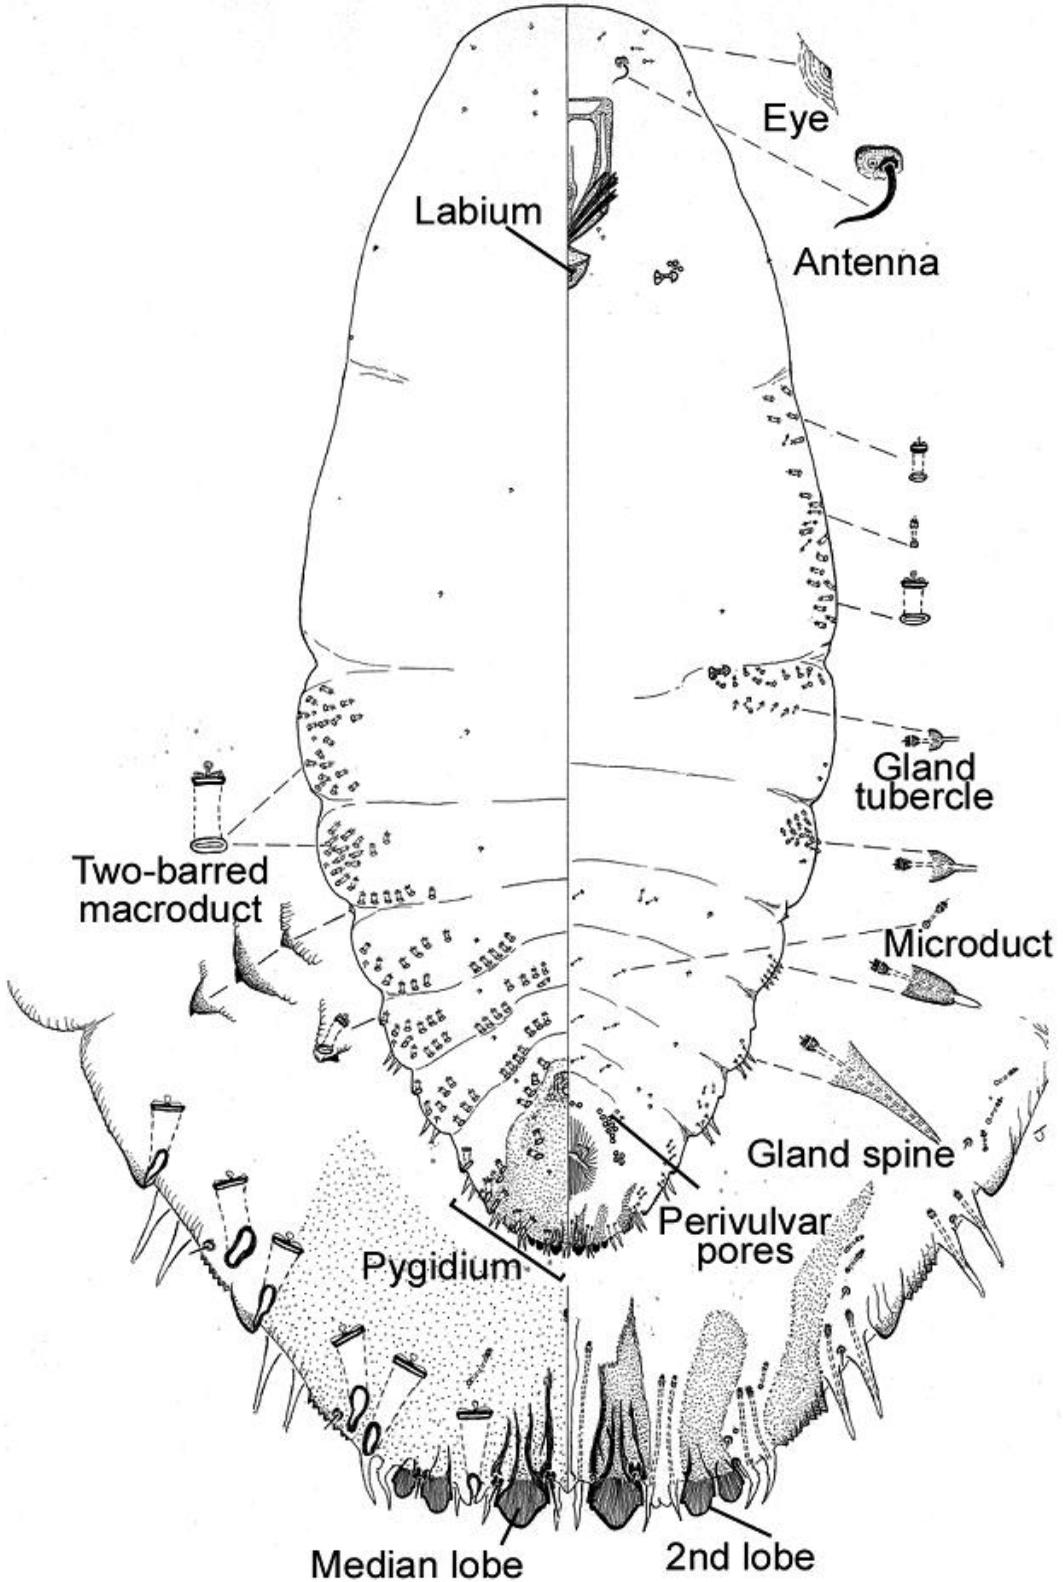 Eye
Labium
Antenna
Gland
tubercle
Two-barred
macroduct
Microduct
Gland spine
Perivulvar
pores
Pygidium
Median lobe
2nd lobe